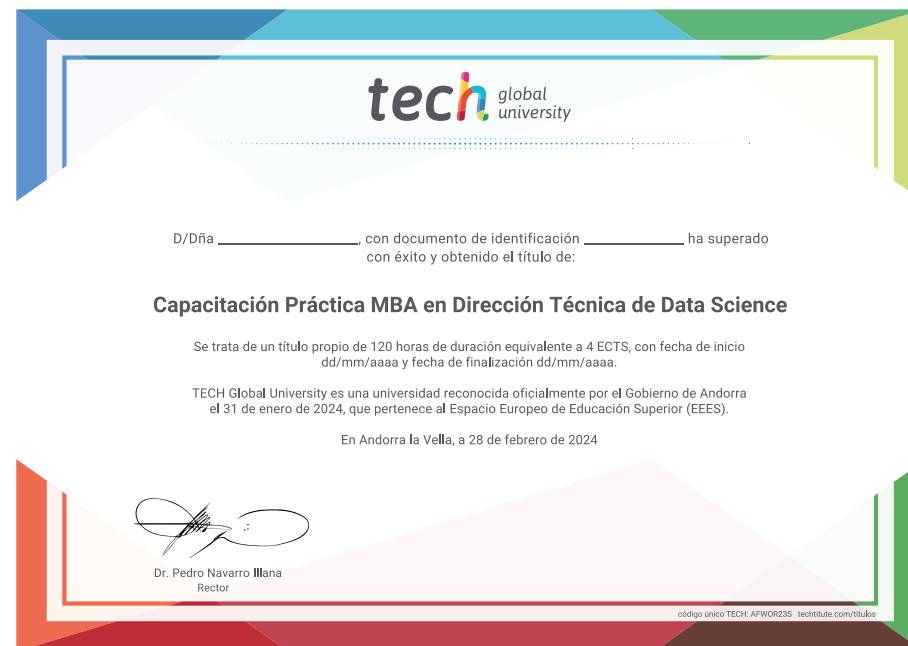 tech global
university
D/Dña ______________, con documento de identificación __________ ha superado
con éxito y obtenido el título de:
Capacitación Práctica MBA en Dirección Técnica de Data Science
Se trata de un título propio de 120 horas de duración equivalente a 4 ECTS, con fecha de inicio
dd/mm/aaaa y fecha de finalización dd/mm/aaaa.
TECH Global University es una universidad reconocida oficialmente por el Gobierno de Andorra
el 31 de enero de 2024, que pertenece al Espacio Europeo de Educación Superior (EEES).
En Andorra la Vella, a 28 de febrero de 2024
Dr. Pedro Navarro Illana
Rector
código único TECH: AFWOR23S techtitute.com/titulos